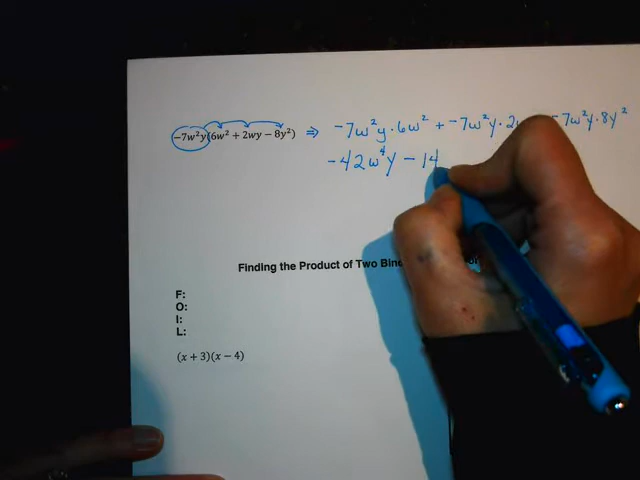 -7w²y(6w² + 2wy − 8y²) ⇒ -7w²y·6w² + -7w²y·2 -7w²y·8y²
-42w⁴y - 14
Finding the Product of Two
F:
O:
I:
L:
(x + 3)(x − 4)